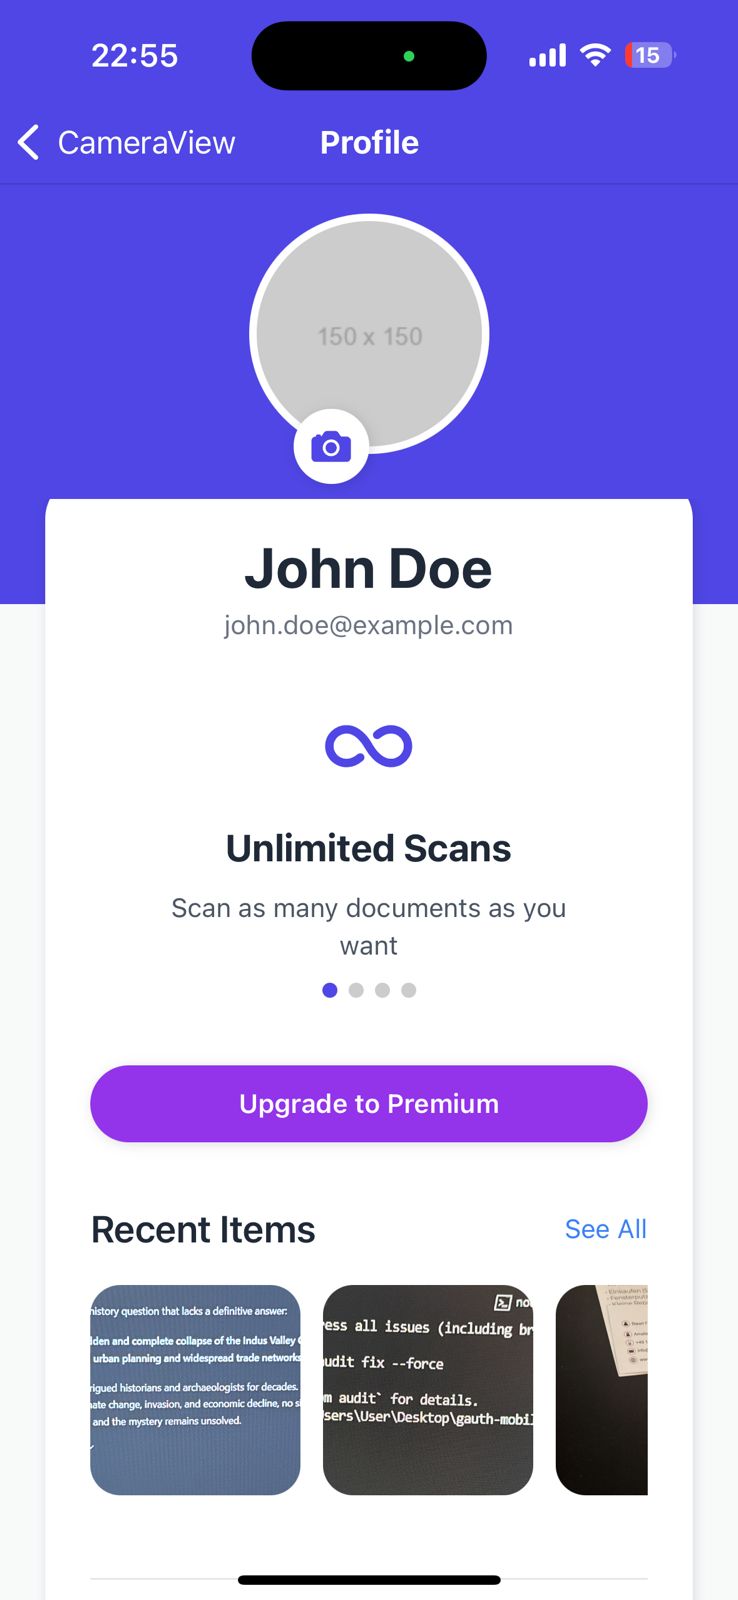 22:55
15
CameraView
Profile
150 x 150
John Doe
john.doe@example.com
Unlimited Scans
Scan as many documents as you
want
Upgrade to Premium
Recent Items
See All
history question that lacks a definitive answer:
dden and complete collapse of the Indus Valley
urban planning and widespread trade networks
rigued historians and archaeologists for decades.
ate change, invasion, and economic decline, no
and the mystery remains unsolved.
no
ess all issues (including br
udit fix --force
m audit` for details.
sers\User\Desktop\gauth-mobil